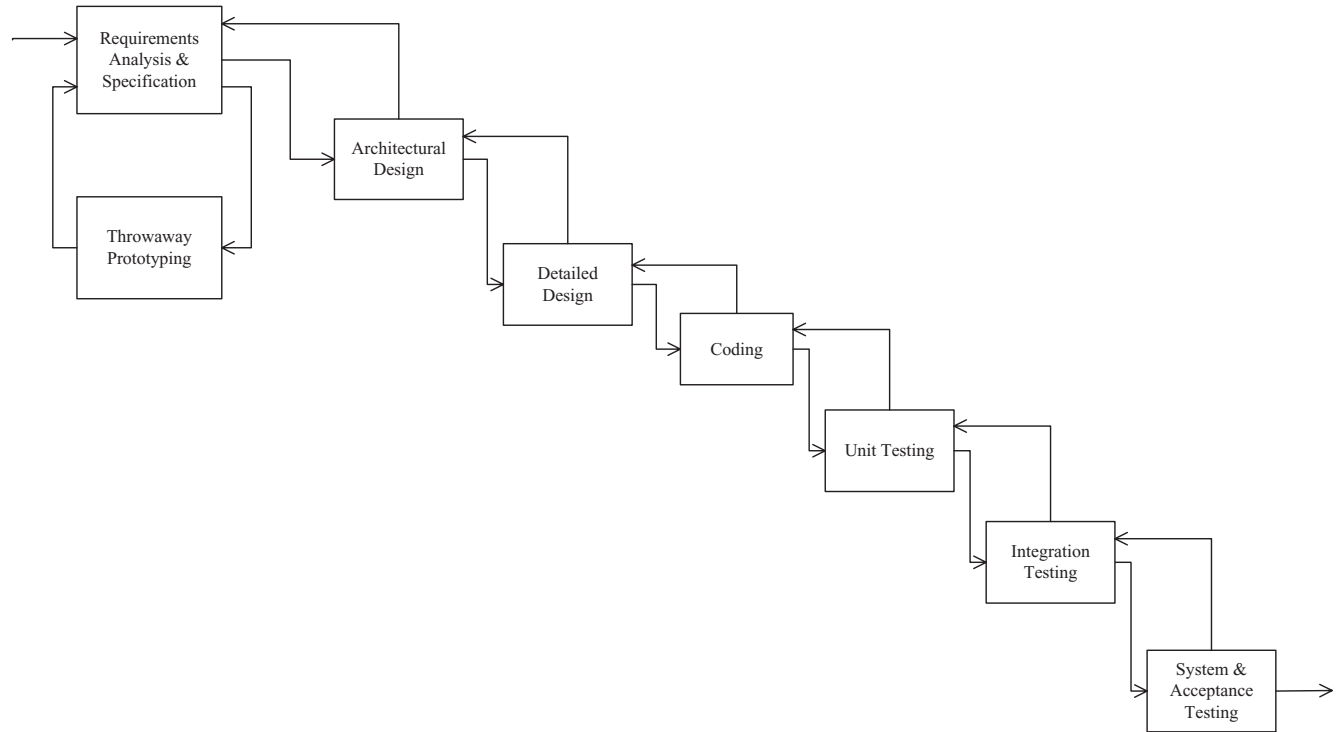 Requirements
Analysis &
Specification
Architectural
Design
Throwaway
Prototyping
Detailed
Design
Coding
Unit Testing
Integration
Testing
System &
Acceptance
Testing